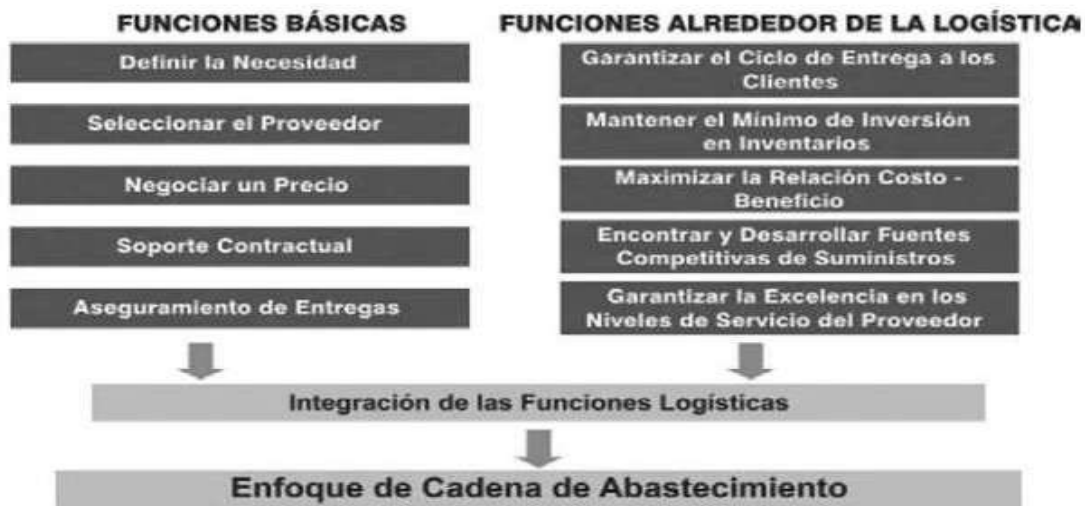 FUNCIONES BÁSICAS
Definir la Necesidad
Seleccionar el Proveedor
Negociar un Precio
Soporte Contractual
Aseguramiento de Entregas
FUNCIONES ALREDEDOR DE LA LOGÍSTICA
Garantizar el Ciclo de Entrega a los
Clientes
Mantener el Mínimo de Inversión
en Inventarios
Maximizar la Relación Costo -
Beneficio
Encontrar y Desarrollar Fuentes
Competitivas de Suministros
Garantizar la Excelencia en los
Niveles de Servicio del Proveedor
Integración de las Funciones Logísticas
Enfoque de Cadena de Abastecimiento